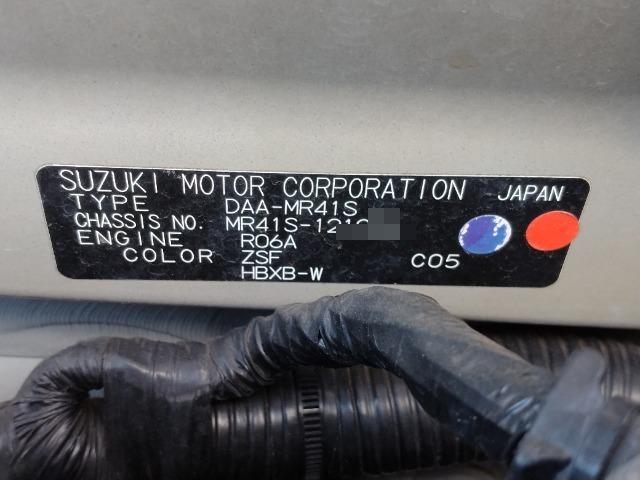 SUZUKI MOTOR CORPORATION JAPAN
TYPE DAA-MR41S
CHASSIS NO. MR41S-121
ENGINE R06A
COLOR ZSF C05
HBXB-W